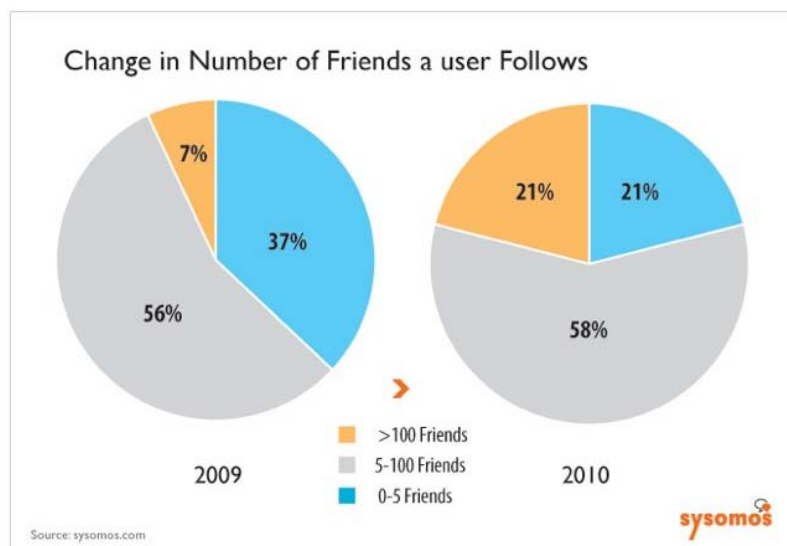 Change in Number of Friends a user Follows
7%
37%
56%
21%
21%
58%
>100 Friends
5-100 Friends
0-5 Friends
2009
2010
Source: sysomos.com
sysomos